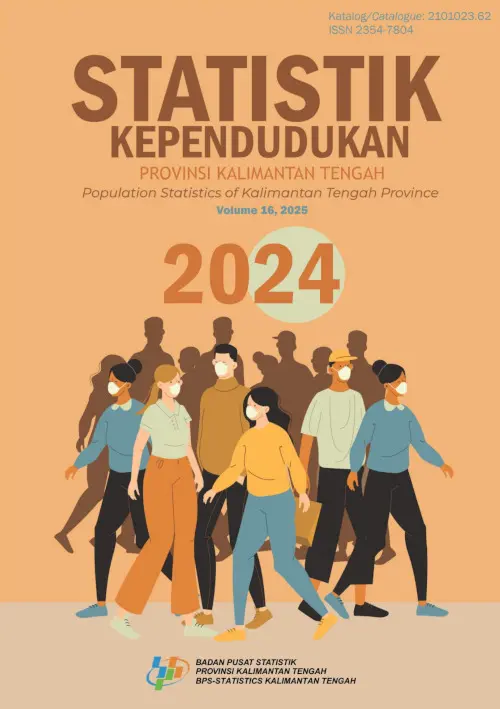 Katalog/Catalogue: 2101023.62
ISSN 2354-7804
STATISTIK
KEPENDUDUKAN
PROVINSI KALIMANTAN TENGAH
Population Statistics of Kalimantan Tengah Province
Volume 16, 2025
2024
BADAN PUSAT STATISTIK
PROVINSI KALIMANTAN TENGAH
BPS-STATISTICS KALIMANTAN TENGAH